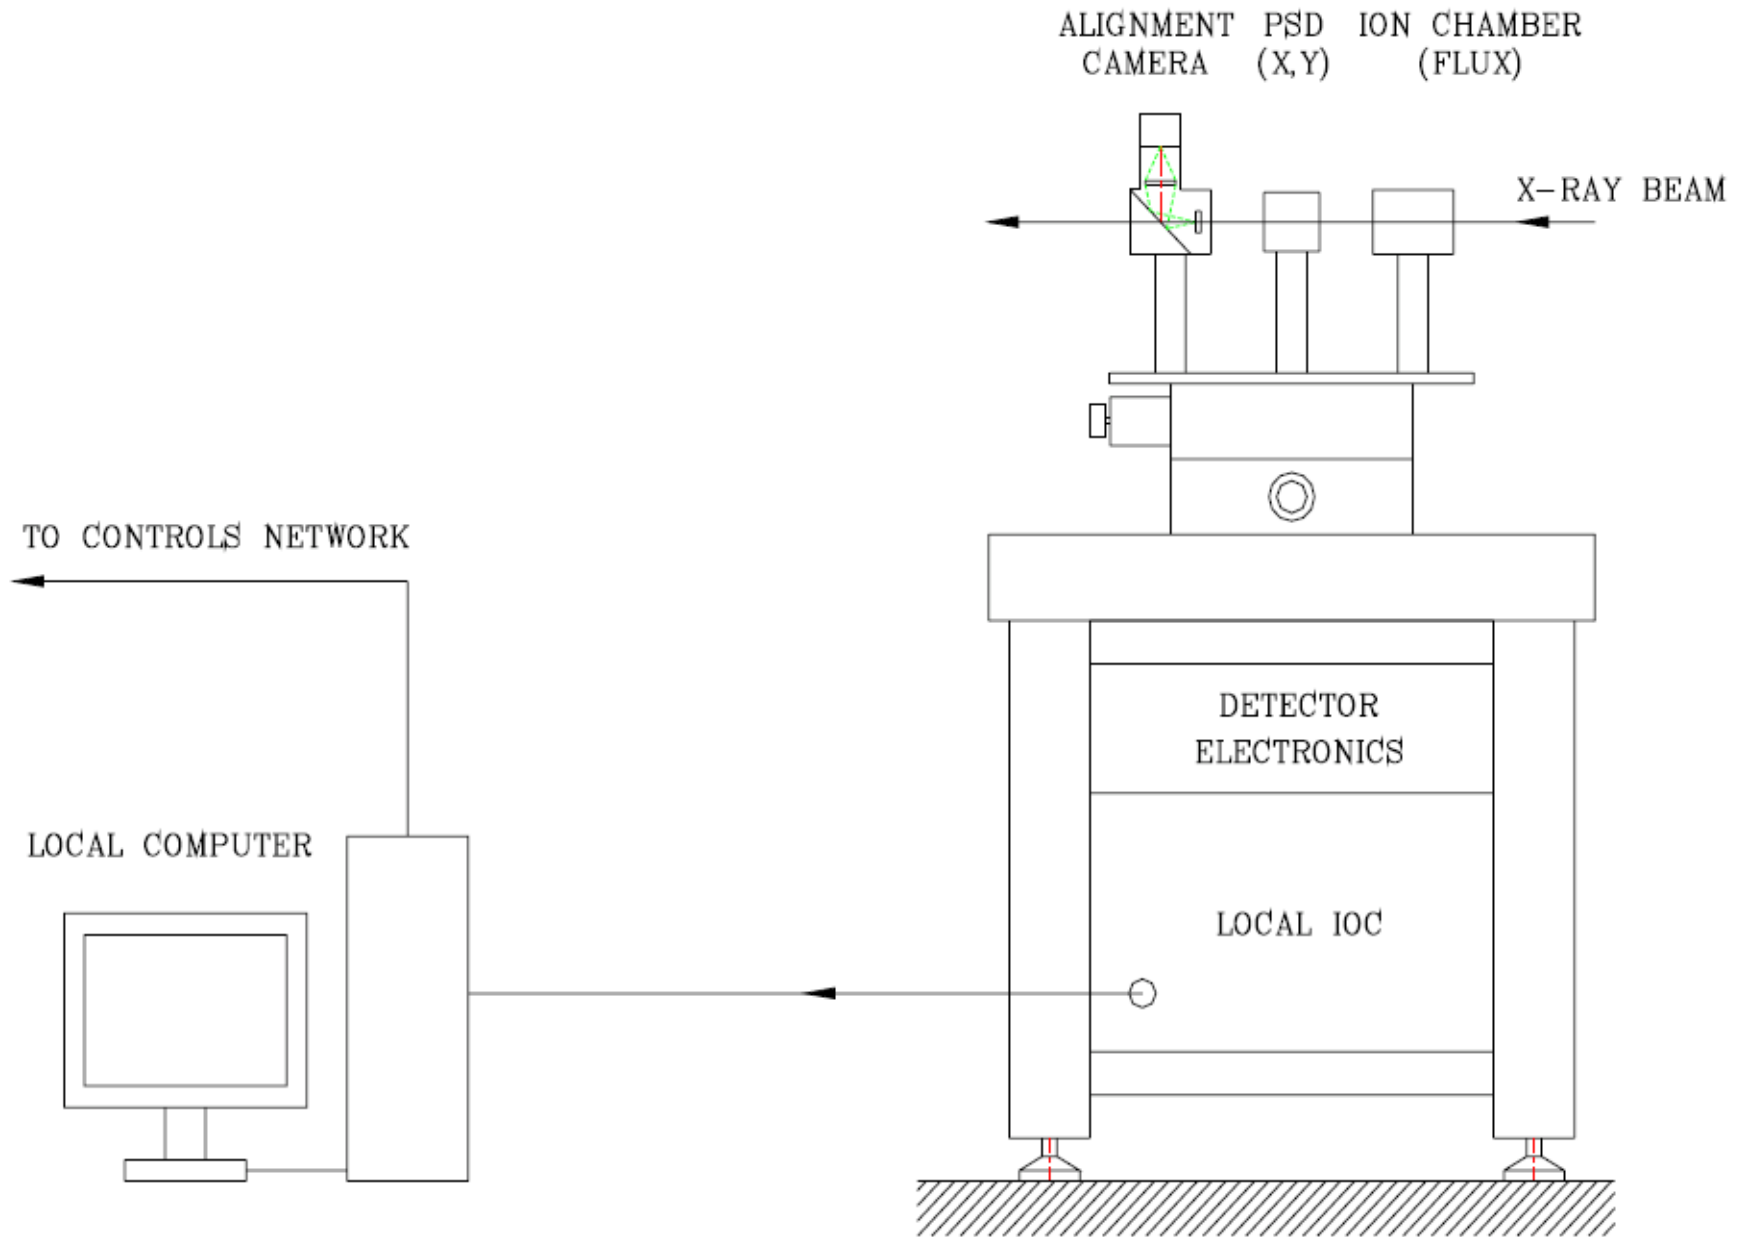 ALIGNMENT PSD ION CHAMBER
CAMERA (X,Y) (FLUX)
X-RAY BEAM
TO CONTROLS NETWORK
DETECTOR
ELECTRONICS
LOCAL COMPUTER
LOCAL IOC